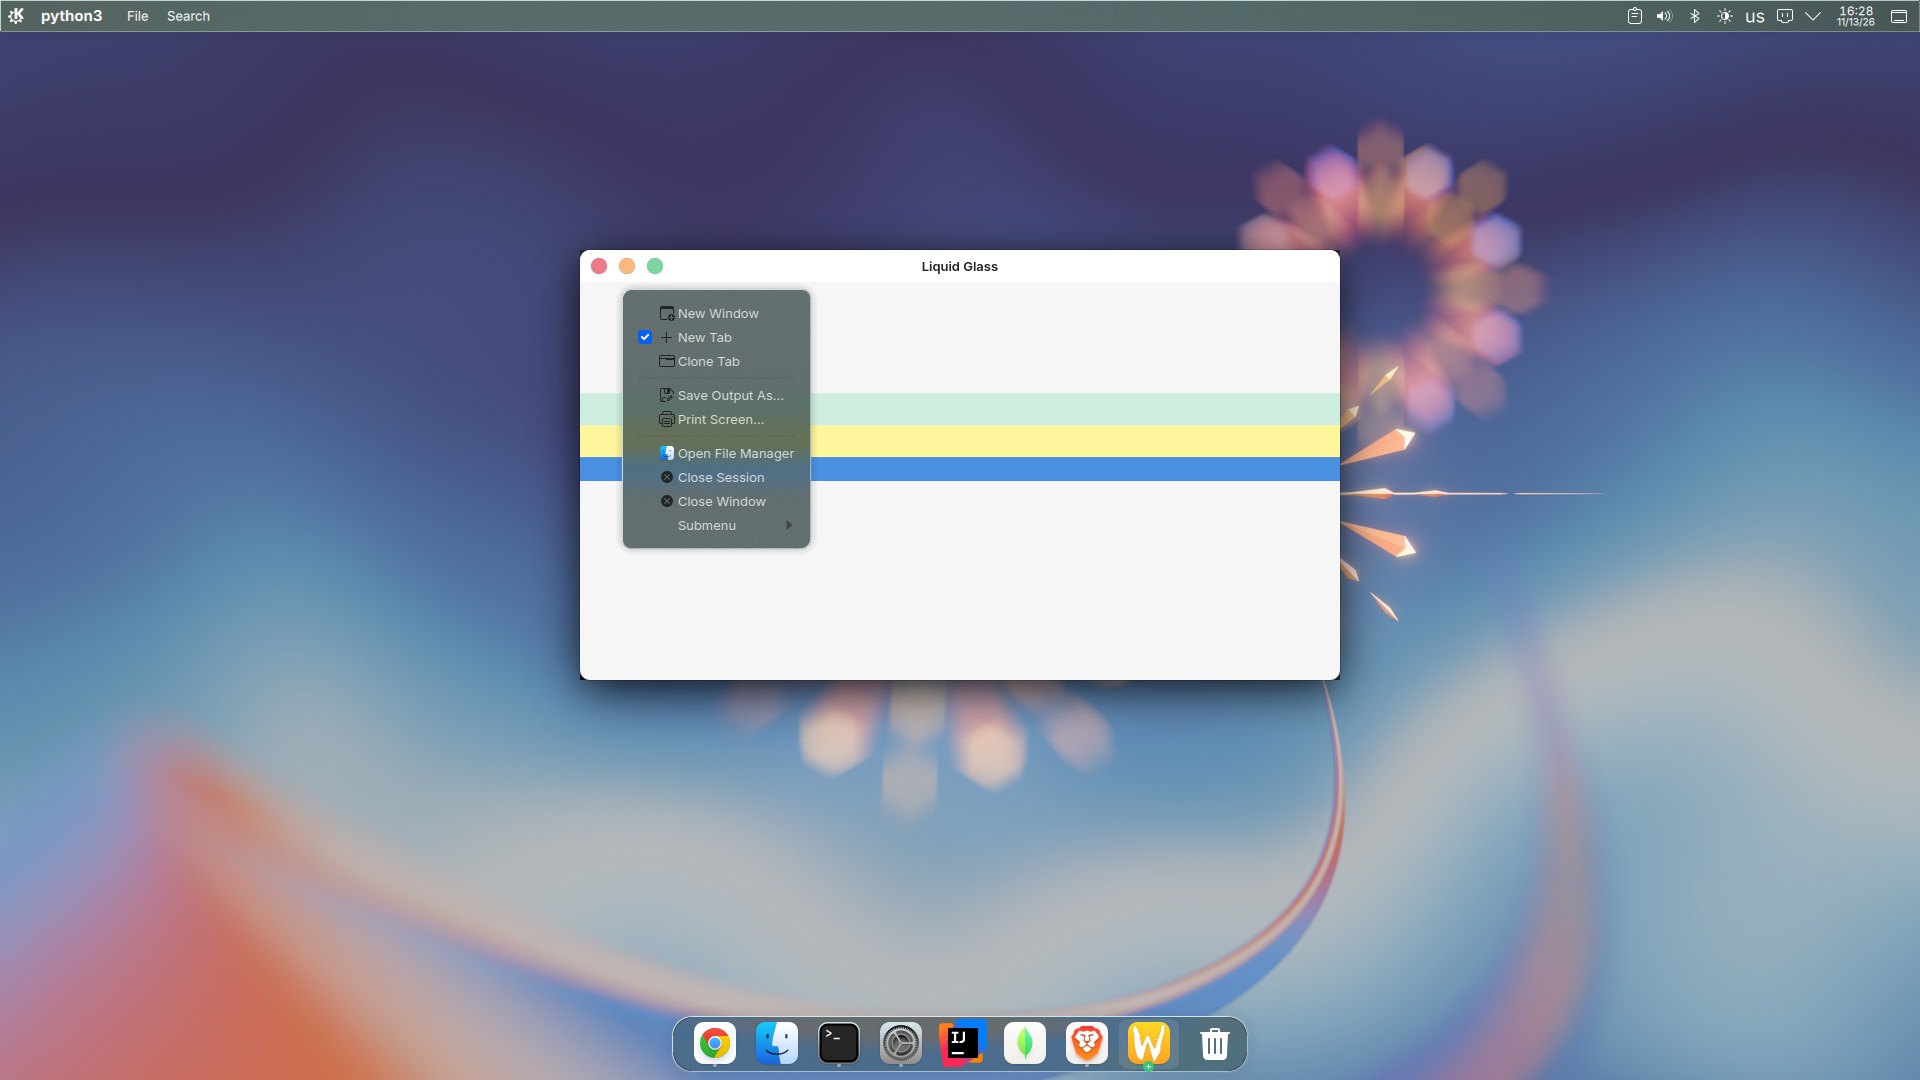 python3 File Search us 16:28
11/13/26
Liquid Glass
New Window
New Tab
Clone Tab
Save Output As...
Print Screen...
Open File Manager
Close Session
Close Window
Submenu
>_ IJ